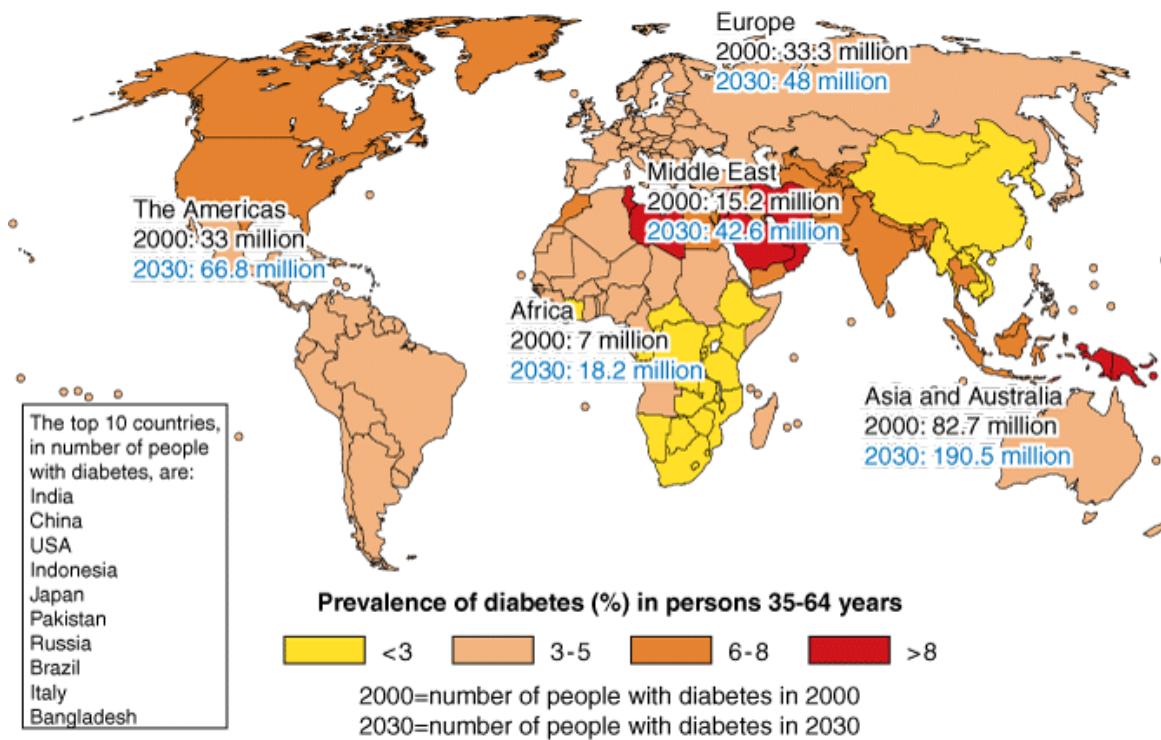 Europe
2000: 33.3 million
2030: 48 million
Middle East
2000: 15.2 million
2030: 42.6 million
The Americas
2000: 33 million
2030: 66.8 million
Africa
2000: 7 million
2030: 18.2 million
Asia and Australia
2000: 82.7 million
2030: 190.5 million
The top 10 countries,
in number of people
with diabetes, are:
India
China
USA
Indonesia
Japan
Pakistan
Russia
Brazil
Italy
Bangladesh
Prevalence of diabetes (%) in persons 35-64 years
<3
3-5
6-8
>8
2000=number of people with diabetes in 2000
2030=number of people with diabetes in 2030